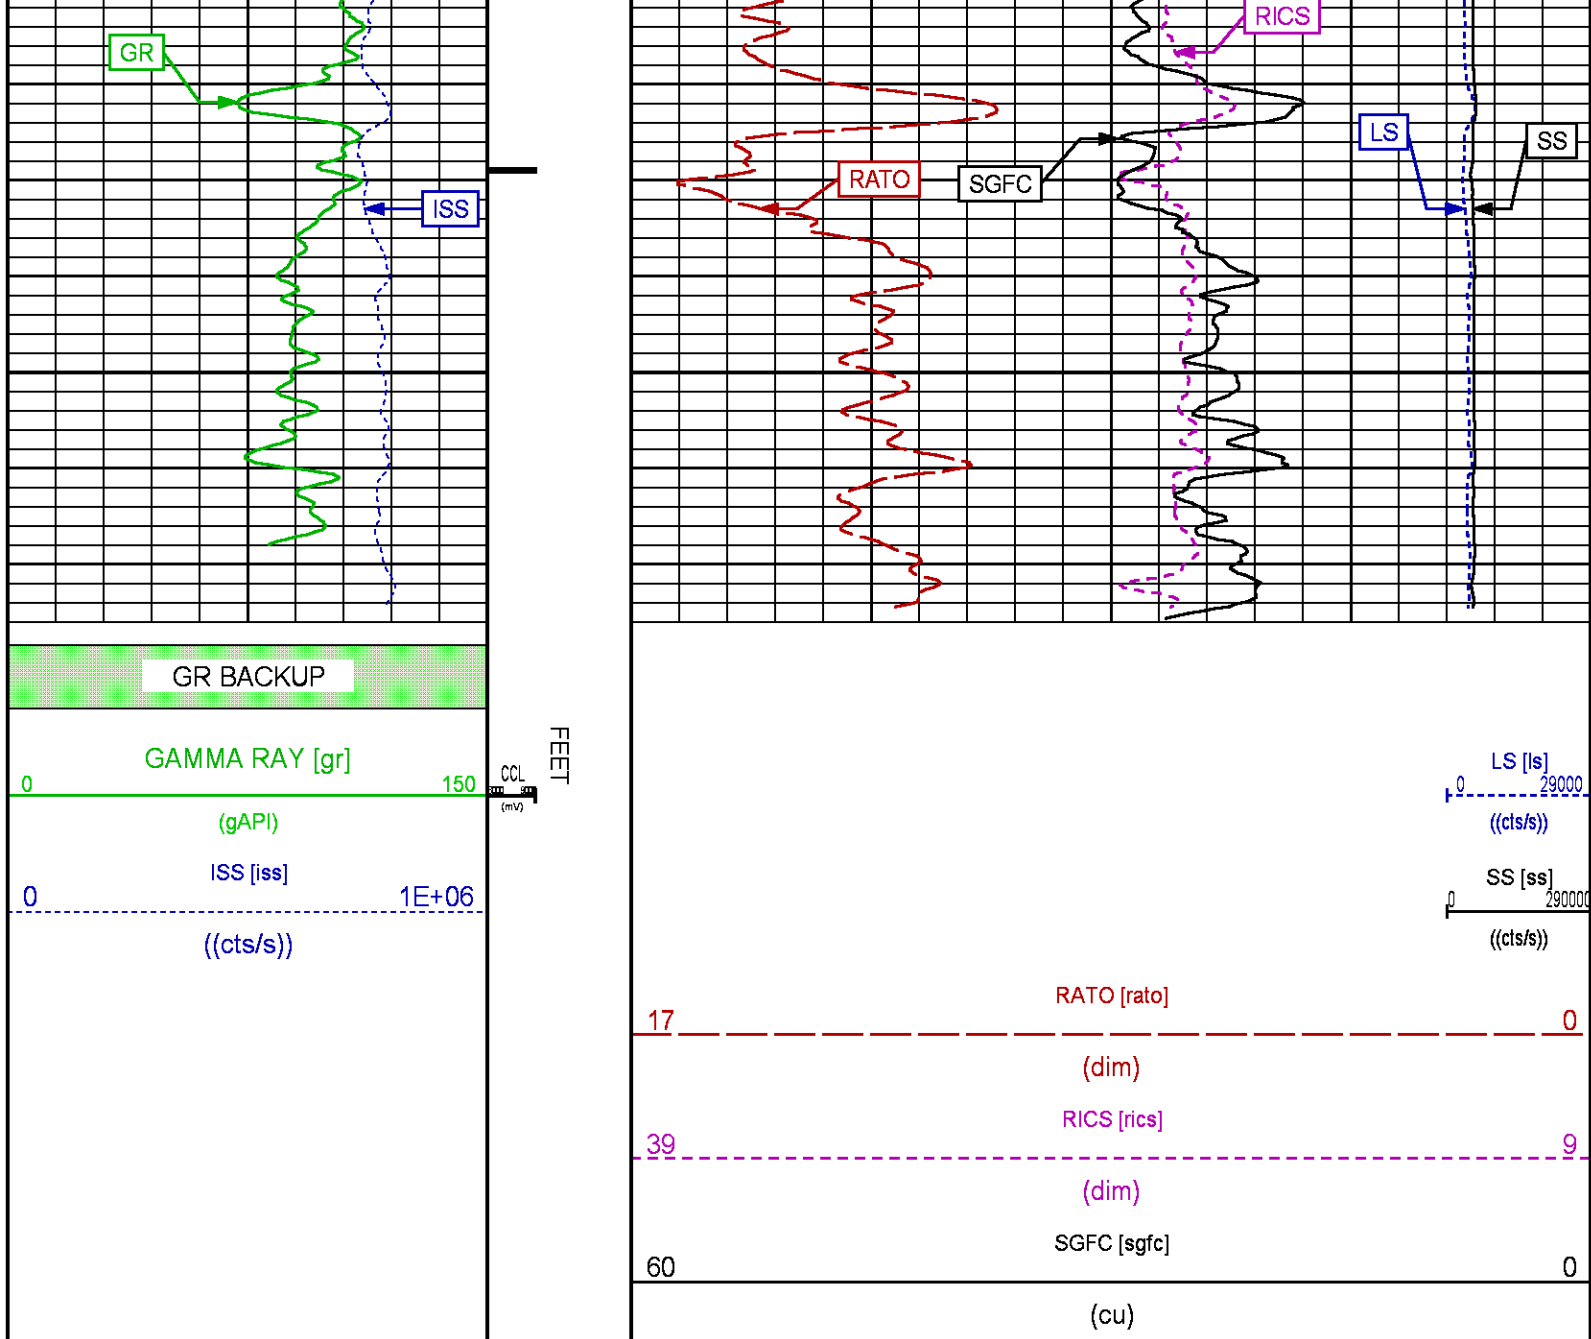 RICS
GR
LS
SS
RATO
SGFC
ISS
GR BACKUP
FEET
GAMMA RAY [gr]
0 150
(gAPI)
CCL
(mV)
LS [ls]
0 29000
((cts/s))
ISS [iss]
0 1E+06
((cts/s))
SS [ss]
0 290000
((cts/s))
RATO [rato]
17 0
(dim)
RICS [rics]
39 9
(dim)
SGFC [sgfc]
60 0
(cu)